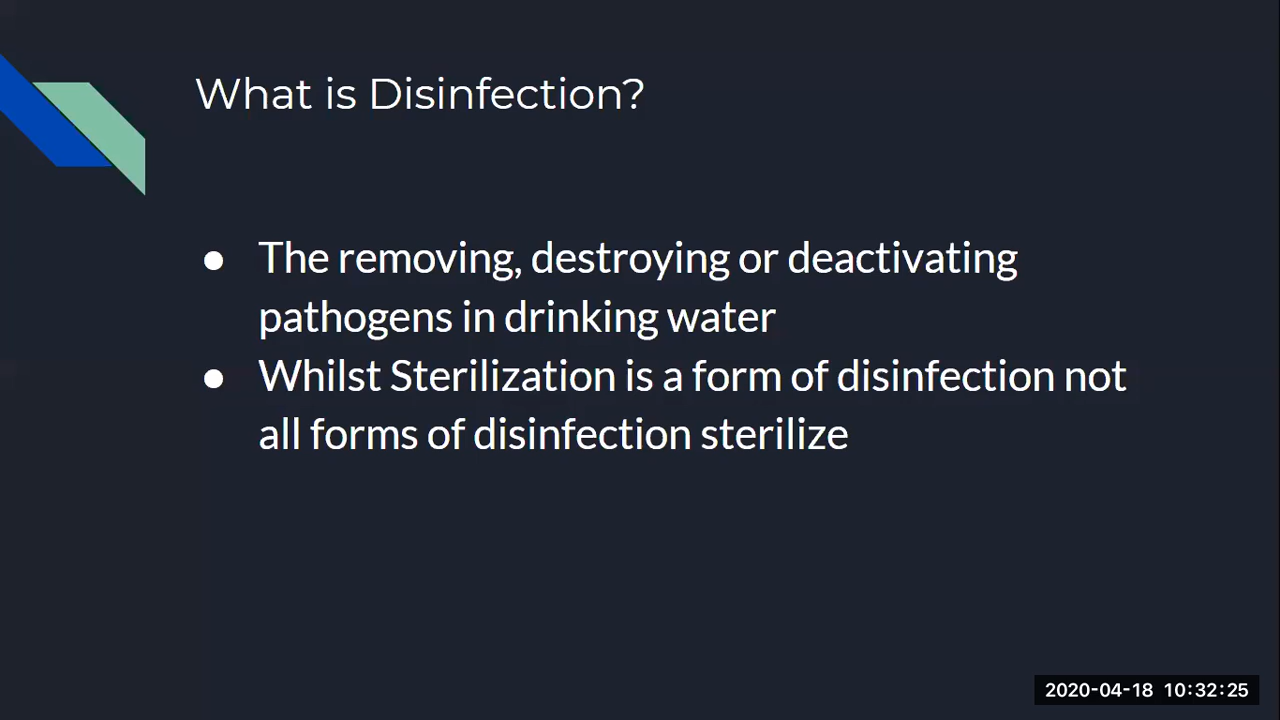 What is Disinfection?
● The removing, destroying or deactivating
pathogens in drinking water
● Whilst Sterilization is a form of disinfection not
all forms of disinfection sterilize
2020-04-18 10:32:25